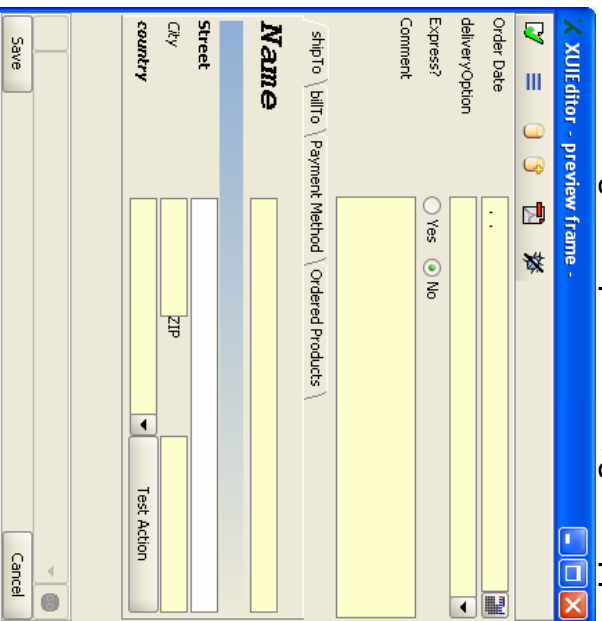 XUIEditor - preview frame -
Order Date . .
deliveryOption
Express? Yes No
Comment
shipTo billTo Payment Method Ordered Products
Name
Street
City ZIP
country Test Action
Save Cancel